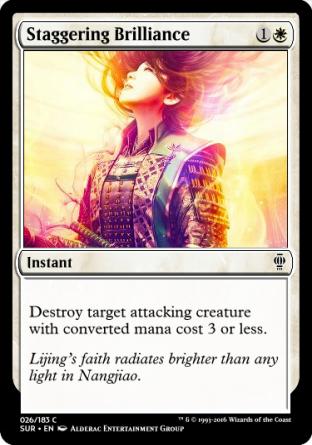 Staggering Brilliance 1
Instant
Destroy target attacking creature
with converted mana cost 3 or less.
Lijing's faith radiates brighter than any
light in Nangjiao.
026/183 C
SUR • EN Alderac Entertainment Group
™ & © 1993-2016 Wizards of the Coast